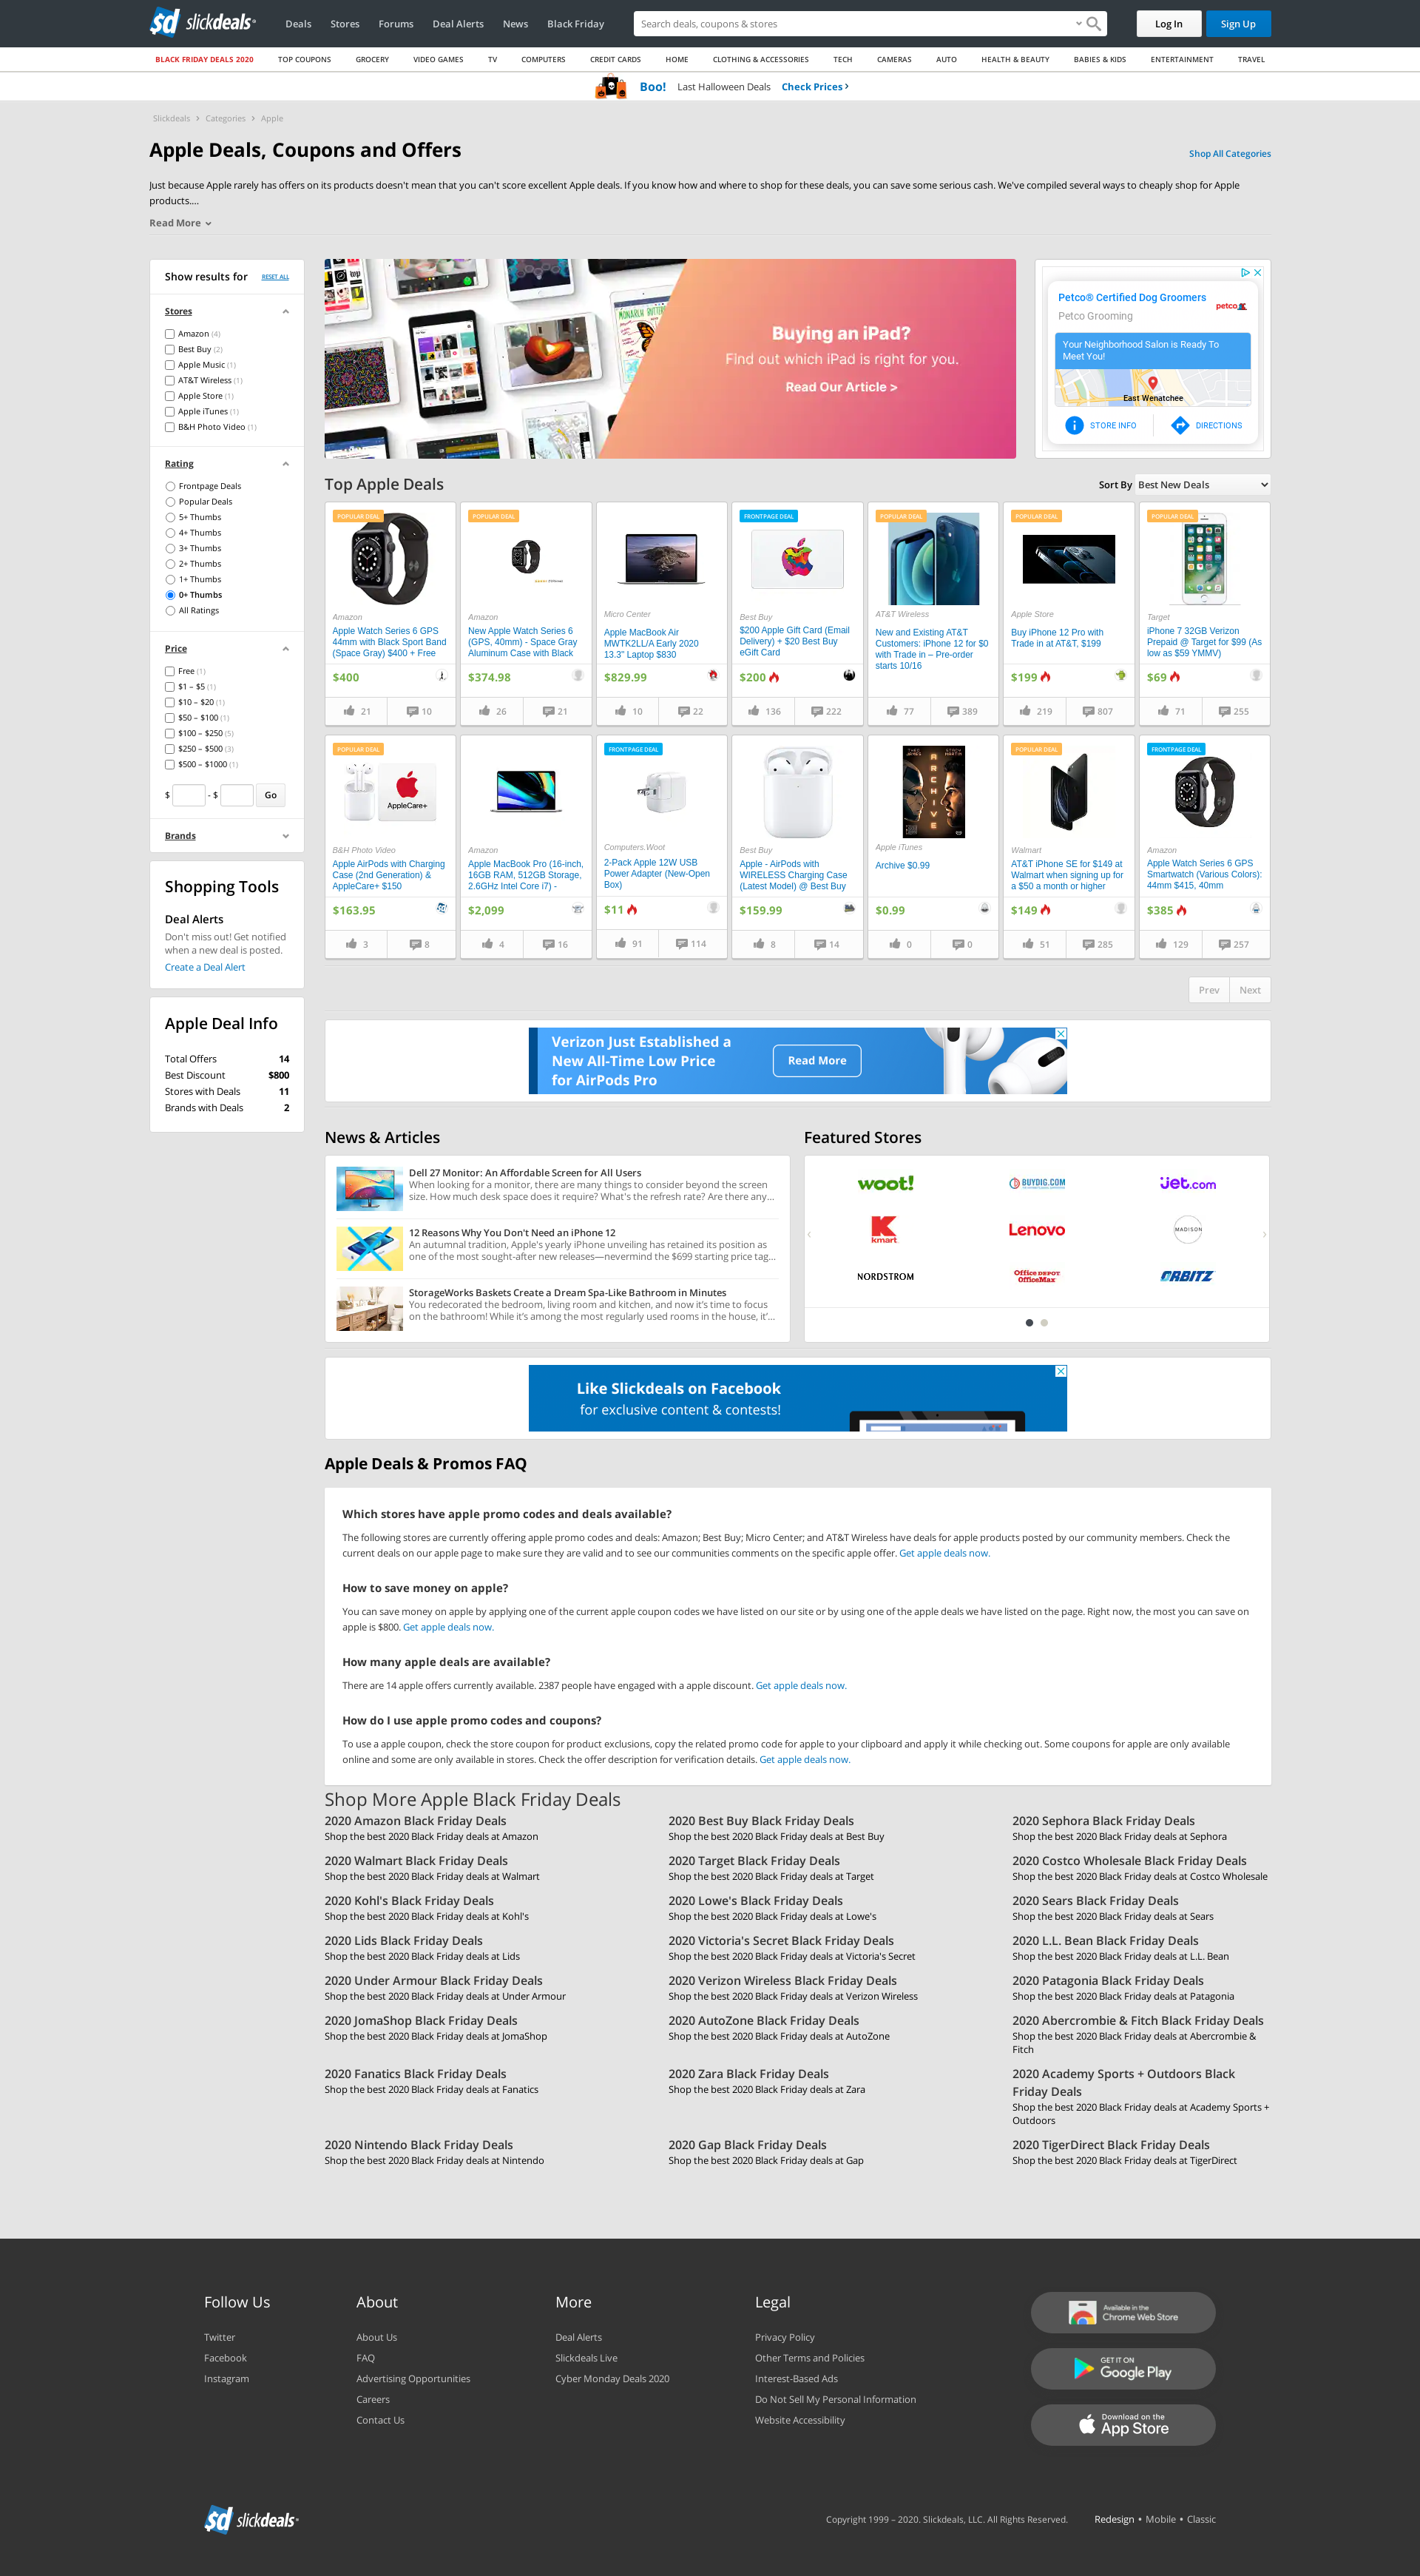 sd slickdeals
Deals
Stores
Forums
Deal Alerts
News
Black Friday
Search deals, coupons & stores
Log In
Sign Up
BLACK FRIDAY DEALS 2020
TOP COUPONS
GROCERY
VIDEO GAMES
TV
COMPUTERS
CREDIT CARDS
HOME
CLOTHING & ACCESSORIES
TECH
CAMERAS
AUTO
HEALTH & BEAUTY
BABIES & KIDS
ENTERTAINMENT
TRAVEL
Boo! Last Halloween Deals Check Prices ›
Slickdeals › Categories › Apple
Apple Deals, Coupons and Offers
Shop All Categories
Just because Apple rarely has offers on its products doesn't mean that you can't score excellent Apple deals. If you know how and where to shop for these deals, you can save some serious cash. We've compiled several ways to cheaply shop for Apple
products....
Read More
Show results for
RESET ALL
Stores
Amazon (4)
Best Buy (2)
Apple Music (1)
AT&T Wireless (1)
Apple Store (1)
Apple iTunes (1)
B&H Photo Video (1)
Rating
Frontpage Deals
Popular Deals
5+ Thumbs
4+ Thumbs
3+ Thumbs
2+ Thumbs
1+ Thumbs
0+ Thumbs
All Ratings
Price
Free (1)
$1 – $5 (1)
$10 – $20 (1)
$50 – $100 (1)
$100 – $250 (5)
$250 – $500 (3)
$500 – $1000 (1)
$ - $ Go
Brands
Shopping Tools
Deal Alerts
Don't miss out! Get notified
when a new deal is posted.
Create a Deal Alert
Apple Deal Info
Total Offers 14
Best Discount $800
Stores with Deals 11
Brands with Deals 2
Buying an iPad?
Find out which iPad is right for you.
Read Our Article >
Petco® Certified Dog Groomers
Petco Grooming
petco
Your Neighborhood Salon is Ready To
Meet You!
East Wenatchee
STORE INFO
DIRECTIONS
Top Apple Deals
Sort By Best New Deals
POPULAR DEAL
Amazon
Apple Watch Series 6 GPS
44mm with Black Sport Band
(Space Gray) $400 + Free
$400
21
10
POPULAR DEAL
Amazon
New Apple Watch Series 6
(GPS, 40mm) - Space Gray
Aluminum Case with Black
$374.98
26
21
Micro Center
Apple MacBook Air
MWTK2LL/A Early 2020
13.3" Laptop $830
$829.99
10
22
FRONTPAGE DEAL
Best Buy
$200 Apple Gift Card (Email
Delivery) + $20 Best Buy
eGift Card
$200
136
222
POPULAR DEAL
AT&T Wireless
New and Existing AT&T
Customers: iPhone 12 for $0
with Trade in – Pre-order
starts 10/16
77
389
POPULAR DEAL
Apple Store
Buy iPhone 12 Pro with
Trade in at AT&T, $199
$199
219
807
POPULAR DEAL
Target
iPhone 7 32GB Verizon
Prepaid @ Target for $99 (As
low as $59 YMMV)
$69
71
255
POPULAR DEAL
AppleCare+
B&H Photo Video
Apple AirPods with Charging
Case (2nd Generation) &
AppleCare+ $150
$163.95
3
8
Amazon
Apple MacBook Pro (16-inch,
16GB RAM, 512GB Storage,
2.6GHz Intel Core i7) -
$2,099
4
16
FRONTPAGE DEAL
Computers.Woot
2-Pack Apple 12W USB
Power Adapter (New-Open
Box)
$11
91
114
Best Buy
Apple - AirPods with
WIRELESS Charging Case
(Latest Model) @ Best Buy
$159.99
8
14
THEO JAMES STACY MARTIN
ARCHIVE
Apple iTunes
Archive $0.99
$0.99
0
0
POPULAR DEAL
Walmart
AT&T iPhone SE for $149 at
Walmart when signing up for
a $50 a month or higher
$149
51
285
FRONTPAGE DEAL
Amazon
Apple Watch Series 6 GPS
Smartwatch (Various Colors):
44mm $415, 40mm
$385
129
257
Prev
Next
Verizon Just Established a
New All-Time Low Price
for AirPods Pro
Read More
News & Articles
Dell 27 Monitor: An Affordable Screen for All Users
When looking for a monitor, there are many things to consider beyond the screen
size. How much desk space does it require? What's the refresh rate? Are there any...
12 Reasons Why You Don't Need an iPhone 12
An autumnal tradition, Apple's yearly iPhone unveiling has retained its position as
one of the most sought-after new releases—nevermind the $699 starting price tag...
StorageWorks Baskets Create a Dream Spa-Like Bathroom in Minutes
You redecorated the bedroom, living room and kitchen, and now it's time to focus
on the bathroom! While it's among the most regularly used rooms in the house, it'...
Featured Stores
woot!
BUYDIG.COM
jet.com
Kmart
Lenovo
MADISON
NORDSTROM
Office DEPOT OfficeMax
ORBITZ
Like Slickdeals on Facebook
for exclusive content & contests!
Apple Deals & Promos FAQ
Which stores have apple promo codes and deals available?
The following stores are currently offering apple promo codes and deals: Amazon; Best Buy; Micro Center; and AT&T Wireless have deals for apple products posted by our community members. Check the
current deals on our apple page to make sure they are valid and to see our communities comments on the specific apple offer. Get apple deals now.
How to save money on apple?
You can save money on apple by applying one of the current apple coupon codes we have listed on our site or by using one of the apple deals we have listed on the page. Right now, the most you can save on
apple is $800. Get apple deals now.
How many apple deals are available?
There are 14 apple offers currently available. 2387 people have engaged with a apple discount. Get apple deals now.
How do I use apple promo codes and coupons?
To use a apple coupon, check the store coupon for product exclusions, copy the related promo code for apple to your clipboard and apply it while checking out. Some coupons for apple are only available
online and some are only available in stores. Check the offer description for verification details. Get apple deals now.
Shop More Apple Black Friday Deals
2020 Amazon Black Friday Deals
Shop the best 2020 Black Friday deals at Amazon
2020 Best Buy Black Friday Deals
Shop the best 2020 Black Friday deals at Best Buy
2020 Sephora Black Friday Deals
Shop the best 2020 Black Friday deals at Sephora
2020 Walmart Black Friday Deals
Shop the best 2020 Black Friday deals at Walmart
2020 Target Black Friday Deals
Shop the best 2020 Black Friday deals at Target
2020 Costco Wholesale Black Friday Deals
Shop the best 2020 Black Friday deals at Costco Wholesale
2020 Kohl's Black Friday Deals
Shop the best 2020 Black Friday deals at Kohl's
2020 Lowe's Black Friday Deals
Shop the best 2020 Black Friday deals at Lowe's
2020 Sears Black Friday Deals
Shop the best 2020 Black Friday deals at Sears
2020 Lids Black Friday Deals
Shop the best 2020 Black Friday deals at Lids
2020 Victoria's Secret Black Friday Deals
Shop the best 2020 Black Friday deals at Victoria's Secret
2020 L.L. Bean Black Friday Deals
Shop the best 2020 Black Friday deals at L.L. Bean
2020 Under Armour Black Friday Deals
Shop the best 2020 Black Friday deals at Under Armour
2020 Verizon Wireless Black Friday Deals
Shop the best 2020 Black Friday deals at Verizon Wireless
2020 Patagonia Black Friday Deals
Shop the best 2020 Black Friday deals at Patagonia
2020 JomaShop Black Friday Deals
Shop the best 2020 Black Friday deals at JomaShop
2020 AutoZone Black Friday Deals
Shop the best 2020 Black Friday deals at AutoZone
2020 Abercrombie & Fitch Black Friday Deals
Shop the best 2020 Black Friday deals at Abercrombie &
Fitch
2020 Fanatics Black Friday Deals
Shop the best 2020 Black Friday deals at Fanatics
2020 Zara Black Friday Deals
Shop the best 2020 Black Friday deals at Zara
2020 Academy Sports + Outdoors Black
Friday Deals
Shop the best 2020 Black Friday deals at Academy Sports +
Outdoors
2020 Nintendo Black Friday Deals
Shop the best 2020 Black Friday deals at Nintendo
2020 Gap Black Friday Deals
Shop the best 2020 Black Friday deals at Gap
2020 TigerDirect Black Friday Deals
Shop the best 2020 Black Friday deals at TigerDirect
Follow Us
Twitter
Facebook
Instagram
About
About Us
FAQ
Advertising Opportunities
Careers
Contact Us
More
Deal Alerts
Slickdeals Live
Cyber Monday Deals 2020
Legal
Privacy Policy
Other Terms and Policies
Interest-Based Ads
Do Not Sell My Personal Information
Website Accessibility
Available in the
Chrome Web Store
GET IT ON
Google Play
Download on the
App Store
sd slickdeals
Copyright 1999 – 2020. Slickdeals, LLC. All Rights Reserved.
Redesign • Mobile • Classic